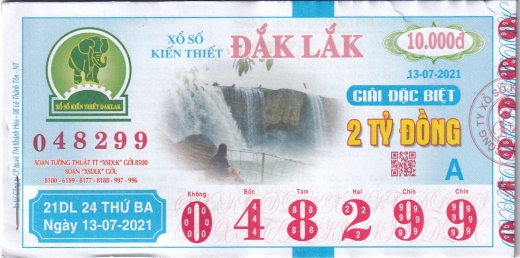 XỔ SỐ
KIẾN THIẾT
ĐẮK LẮK
10.000đ
13-07-2021
GIẢI ĐẶC BIỆT
2 TỶ ĐỒNG
XỔ SỐ KIẾN THIẾT DAKLAK
048299
SOẠN TƯỜNG THUẬT TT "XSDLK" GỞI 8500
SOẠN "XSDLK" GỞI:
8100 - 6189 - 8177 - 8188 - 997 - 996
A
21DL 24 THỨ BA
Ngày 13-07-2021
Không Bốn Tám Hai Chín Chín
0 4 8 2 9 9